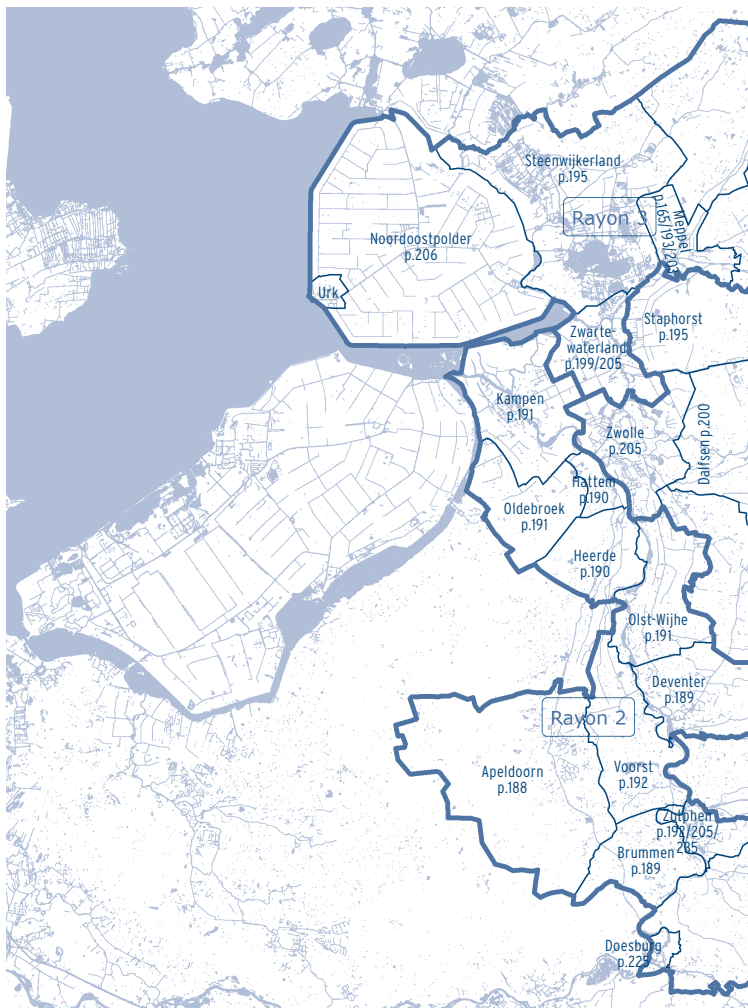 Steenwijkerland
p.195
Rayon 3
Meppel
p.165/193/203
Noordoostpolder
p.206
Urk
Staphorst
p.195
Zwarte-
waterland
p.199/205
Kampen
p.191
Zwolle
p.205
Dalfsen p.200
Hattem
p.190
Oldebroek
p.191
Heerde
p.190
Olst-Wijhe
p.191
Deventer
p.189
Rayon 2
Apeldoorn
p.188
Voorst
p.192
Zutphen
p.192/205/
235
Brummen
p.189
Doesburg
p.225